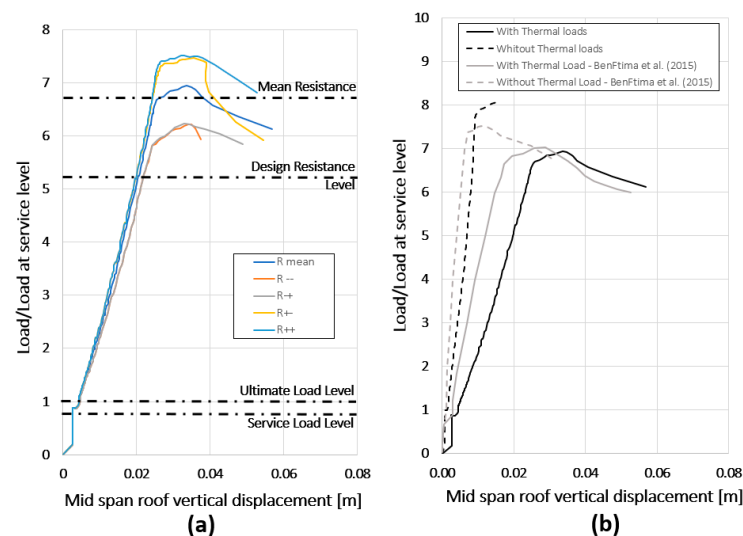 8
7
6
5
4
3
2
1
0
Load/Load at service level
Mean Resistance
Design Resistance
Level
R mean
R --
R-+
R+-
R++
Ultimate Load Level
Service Load Level
0 0.02 0.04 0.06 0.08
Mid span roof vertical displacement [m]
(a)
10
9
8
7
6
5
4
3
2
1
0
Load/Load at service level
With Thermal loads
Whitout Thermal loads
With Thermal Load - BenFtima et al. (2015)
Without Thermal Load - BenFtima et al. (2015)
0.00 0.02 0.04 0.06 0.08
Mid span roof vertical displacement [m]
(b)